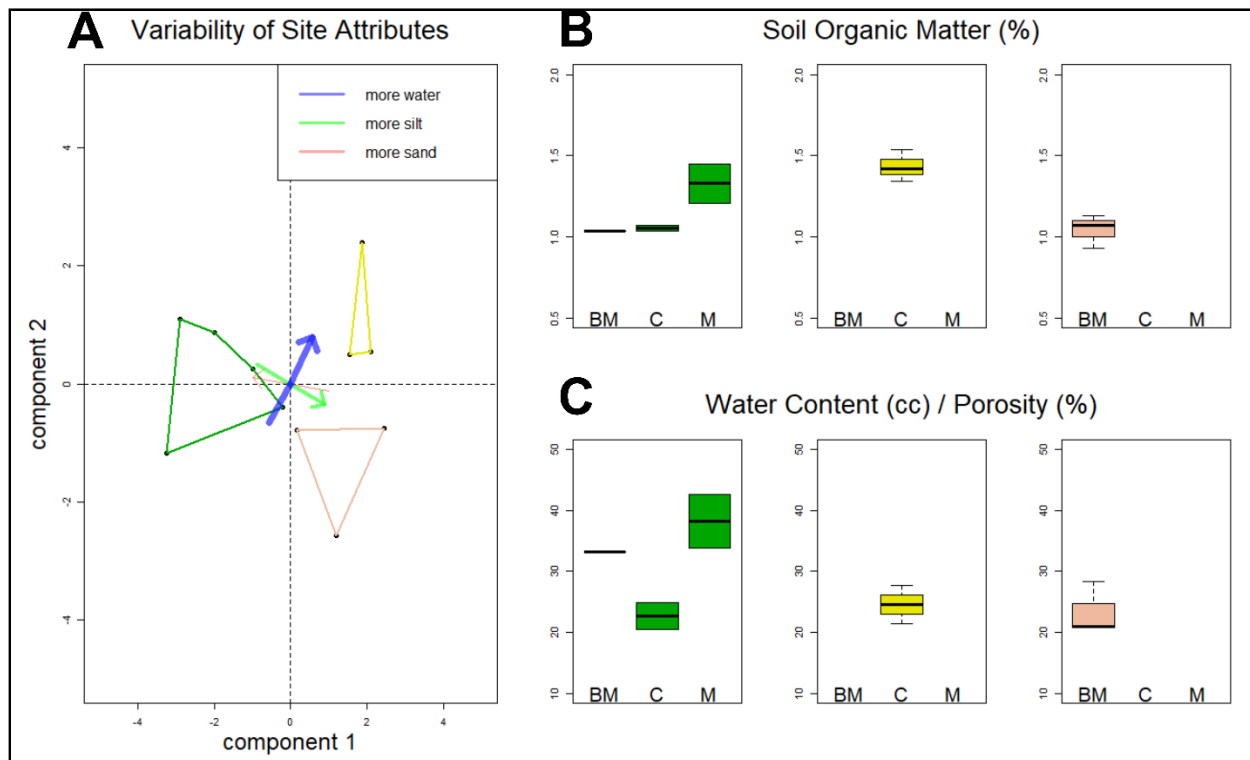 A
Variability of Site Attributes
more water
more silt
more sand
4
2
0
-2
-4
component 2
-4
-2
0
2
4
component 1
B
Soil Organic Matter (%)
2.0
1.5
1.0
0.5
BM C M
2.0
1.5
1.0
0.5
BM C M
2.0
1.5
1.0
0.5
BM C M
C
Water Content (cc) / Porosity (%)
50
40
30
20
10
BM C M
50
40
30
20
10
BM C M
50
40
30
20
10
BM C M